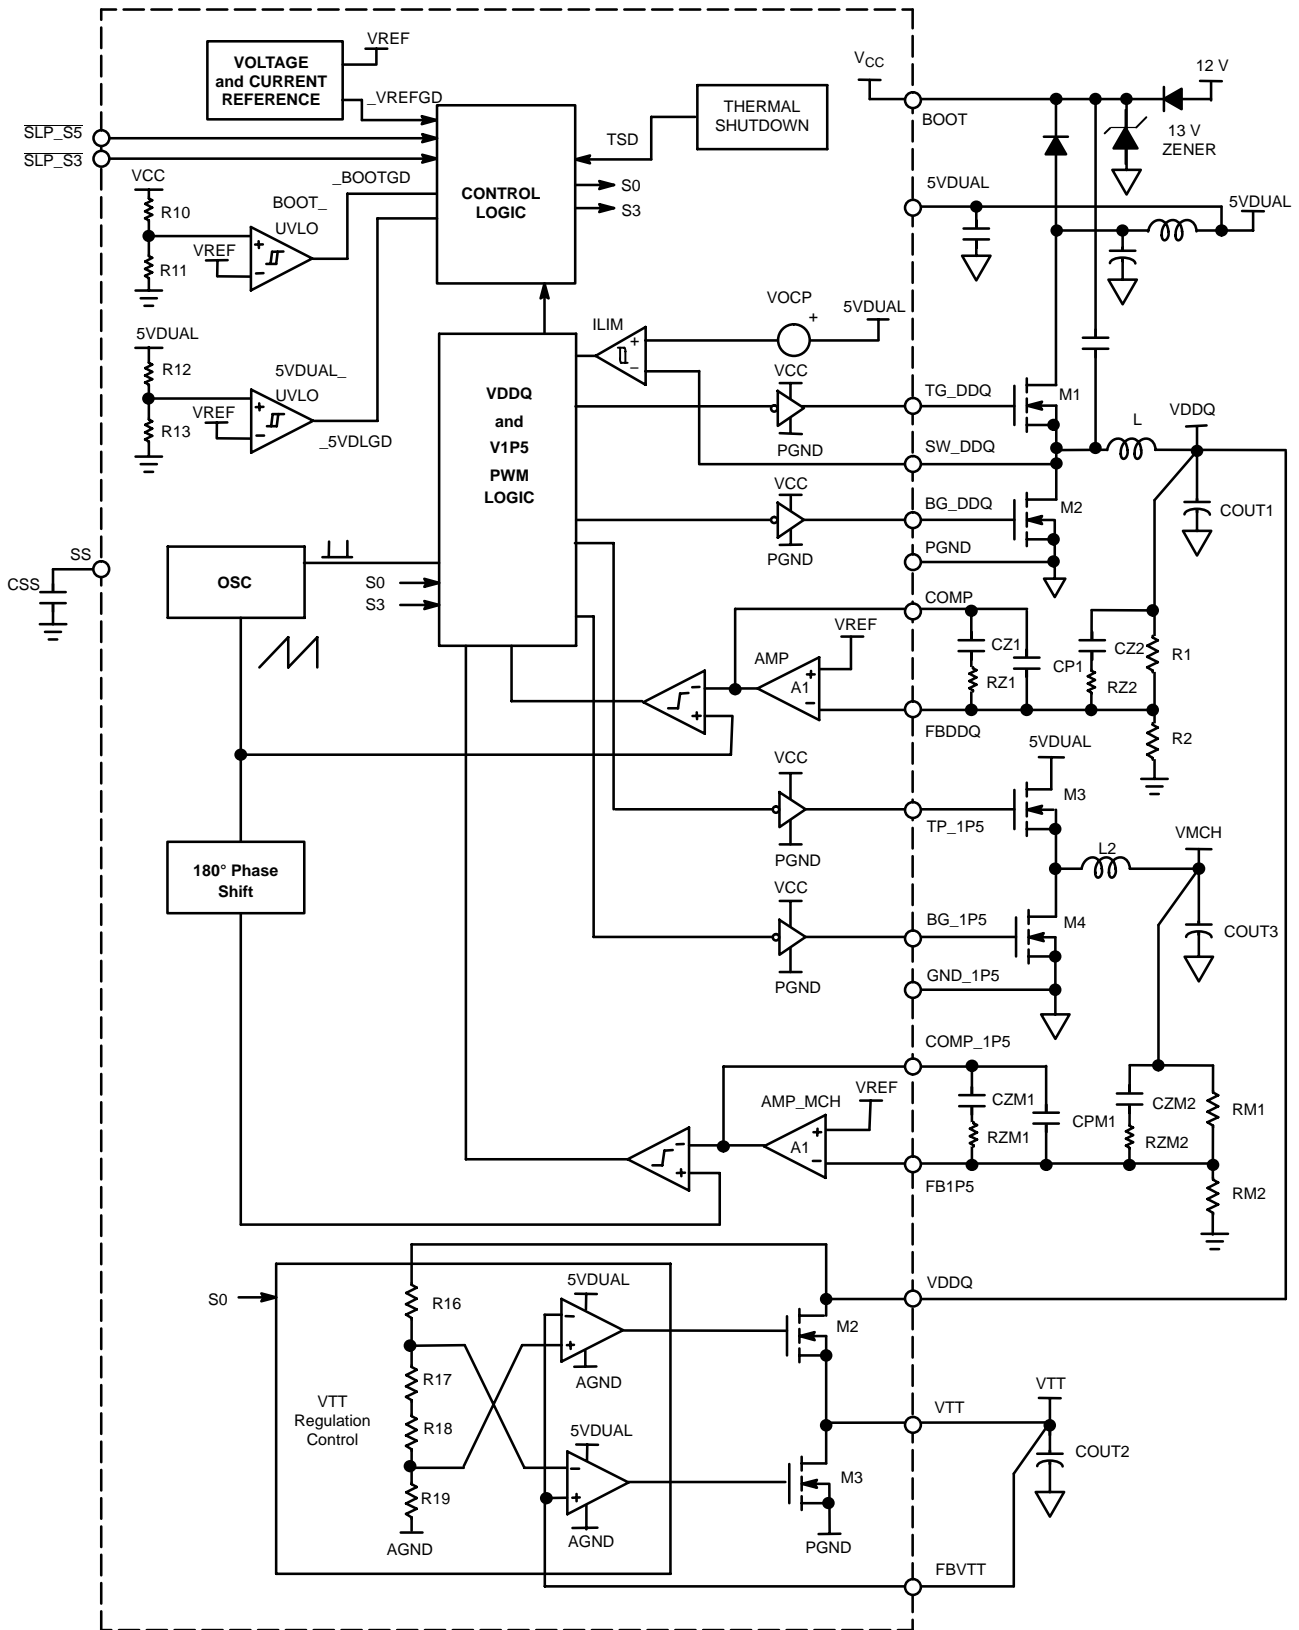 VREF
VOLTAGE
and CURRENT
REFERENCE
_VREFGD
SLP_S5
SLP_S3
THERMAL
SHUTDOWN
TSD
CONTROL
LOGIC
S0
S3
VCC
12 V
BOOT
13 V
ZENER
5VDUAL
5VDUAL
VCC
R10
R11
VREF
BOOT_
UVLO
_BOOTGD
+
−
5VDUAL
R12
R13
VREF
5VDUAL_
UVLO
_5VDLGD
+
−
VDDQ
and
V1P5
PWM
LOGIC
ILIM
+
−
VOCP
+
5VDUAL
VCC
PGND
TG_DDQ
M1
SW_DDQ
L
VDDQ
VCC
PGND
BG_DDQ
M2
COUT1
PGND
SS
CSS
OSC
S0
S3
COMP
VREF
AMP
A1
+
−
−
+
CZ1
RZ1
CP1
CZ2
RZ2
R1
FBDDQ
R2
180° Phase
Shift
5VDUAL
VCC
PGND
TP_1P5
M3
L2
VMCH
VCC
PGND
BG_1P5
M4
COUT3
GND_1P5
COMP_1P5
AMP_MCH
VREF
A1
+
−
−
+
CZM1
RZM1
CPM1
CZM2
RZM2
RM1
FB1P5
RM2
S0
VTT
Regulation
Control
R16
R17
R18
R19
AGND
5VDUAL
−
+
AGND
5VDUAL
−
+
AGND
M2
M3
PGND
VDDQ
VTT
VTT
COUT2
FBVTT